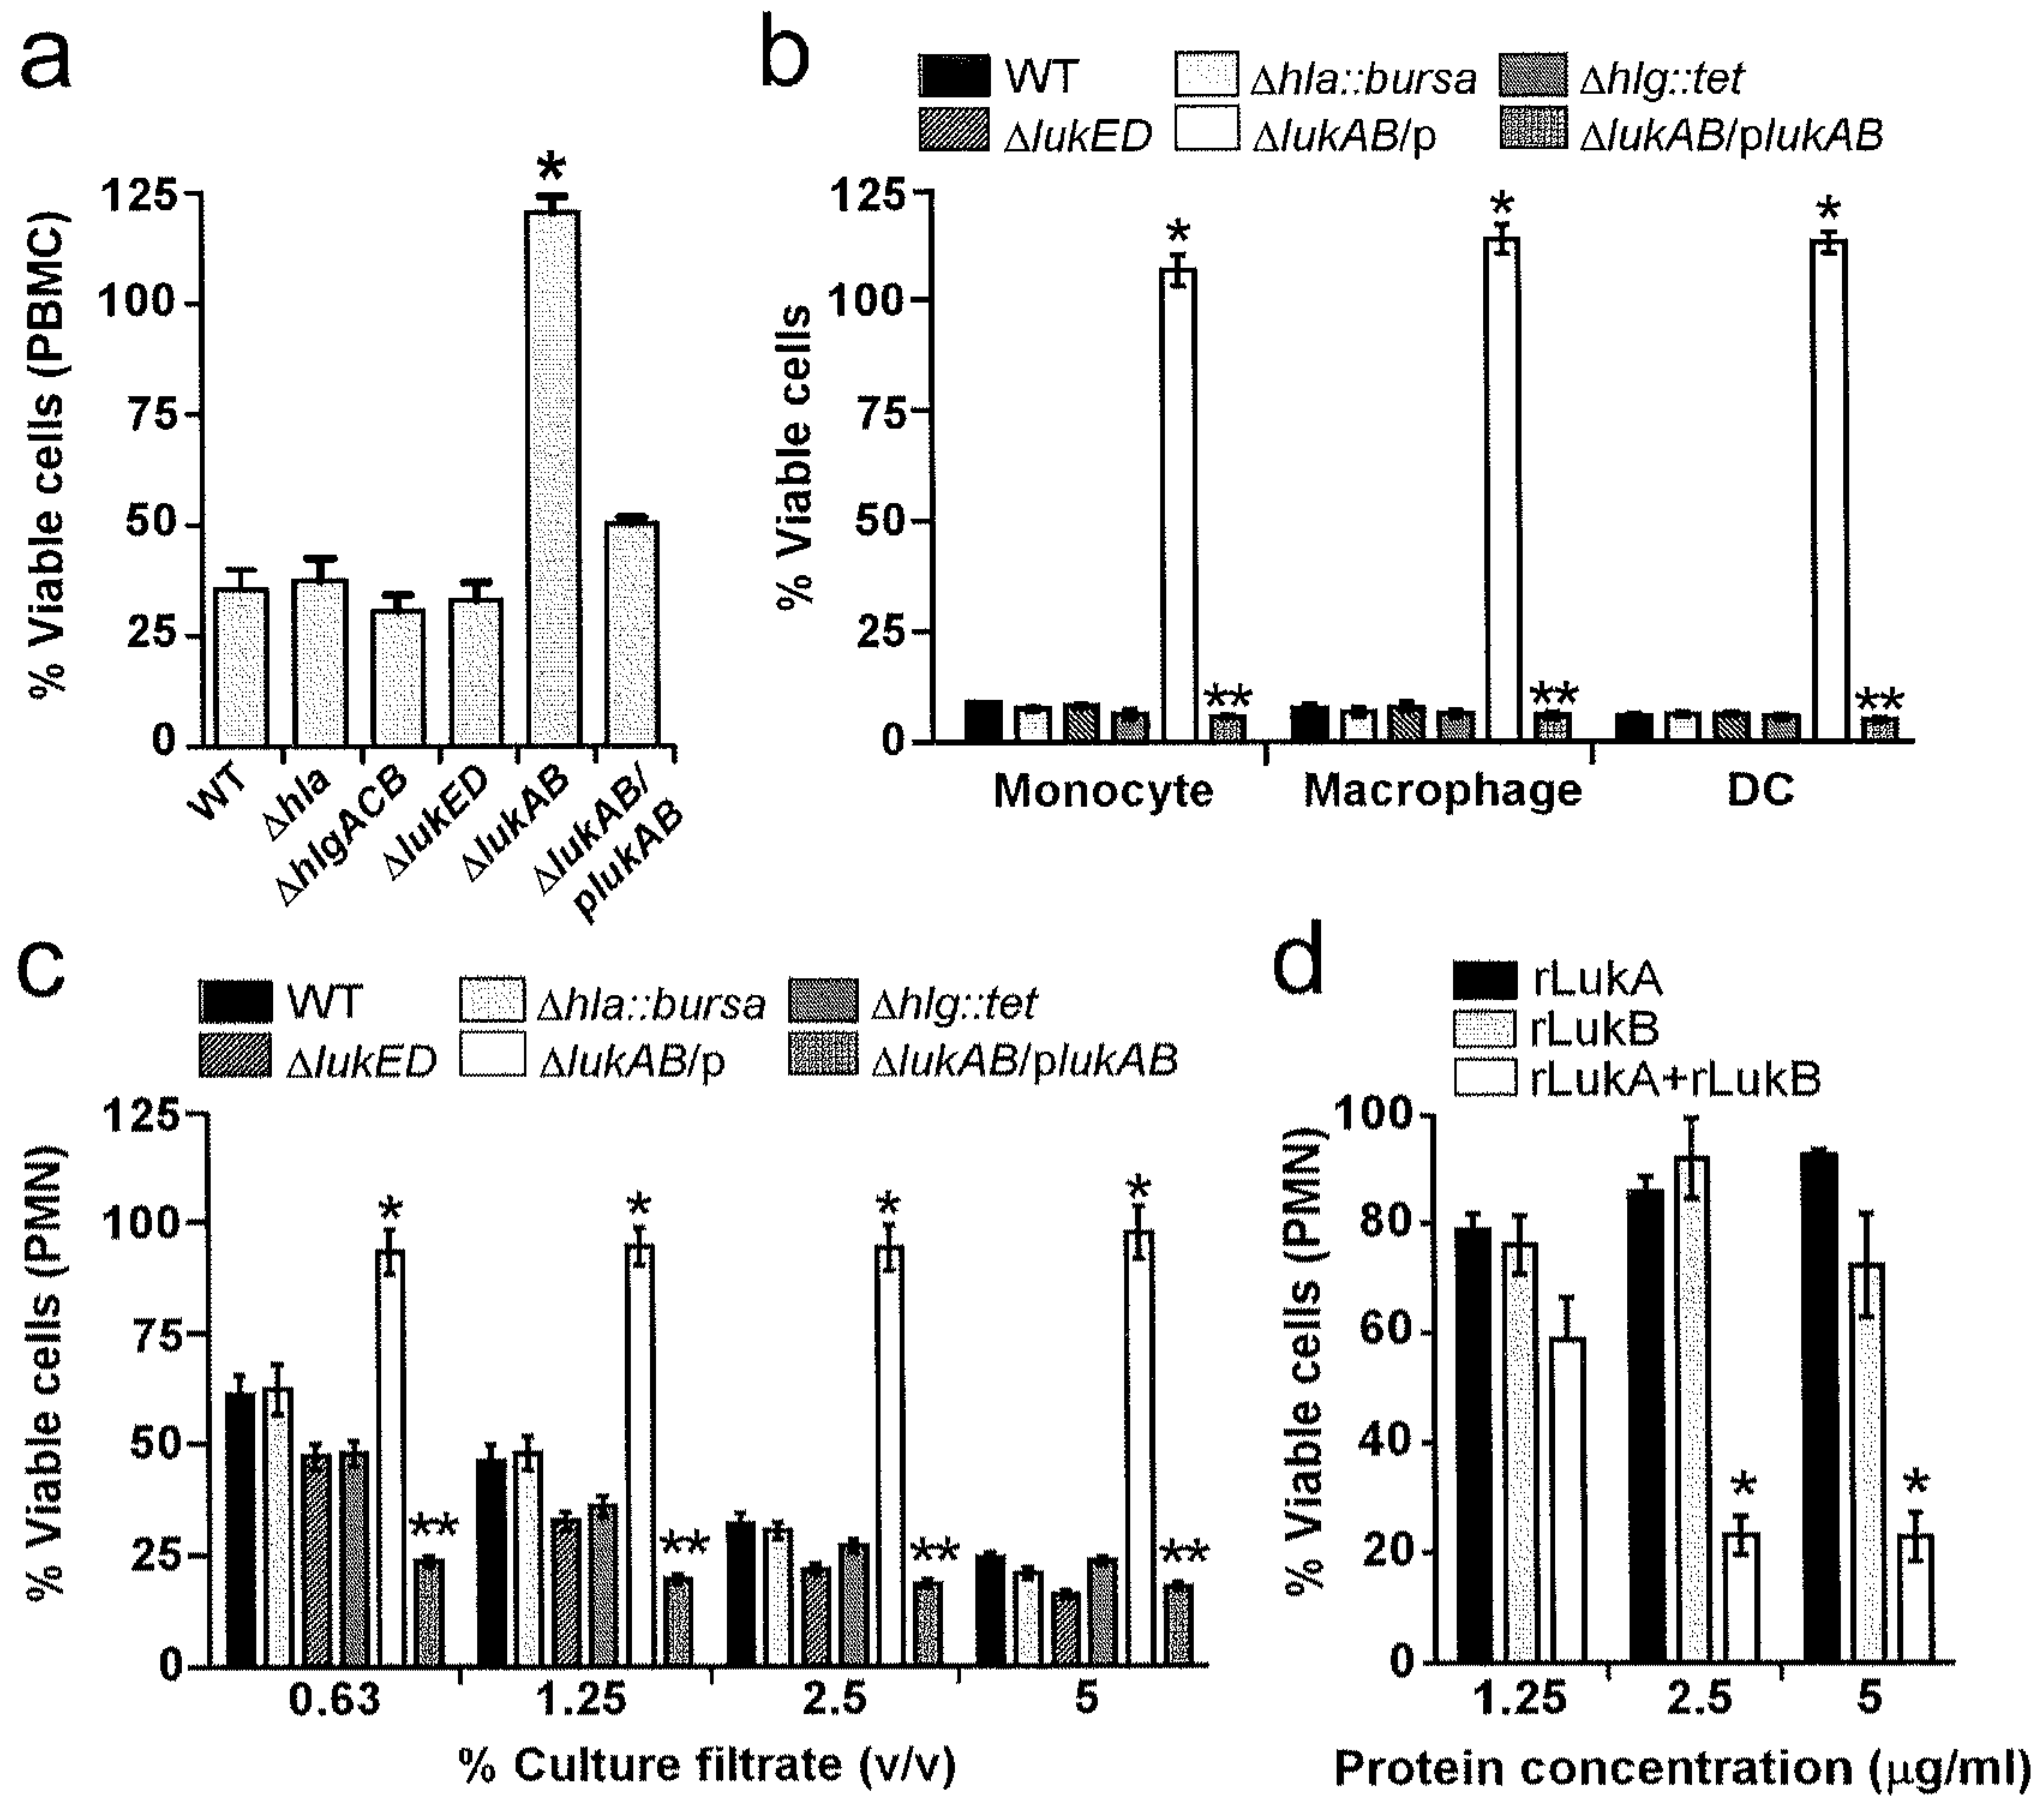 a
*
125
100
75
50
25
0
% Viable cells (PBMC)
WT
Δhla
ΔhlgACB
ΔlukED
ΔlukAB
ΔlukAB/
plukAB
b
WT Δhla::bursa Δhlg::tet
ΔlukED ΔlukAB/p ΔlukAB/plukAB
125
100
75
50
25
0
% Viable cells
* * *
** ** **
Monocyte Macrophage DC
c
WT Δhla::bursa Δhlg::tet
ΔlukED ΔlukAB/p ΔlukAB/plukAB
125
100
75
50
25
0
% Viable cells (PMN)
* * * *
** ** ** **
0.63 1.25 2.5 5
% Culture filtrate (v/v)
d
rLukA
rLukB
rLukA+rLukB
100
80
60
40
20
0
% Viable cells (PMN)
* *
1.25 2.5 5
Protein concentration (μg/ml)